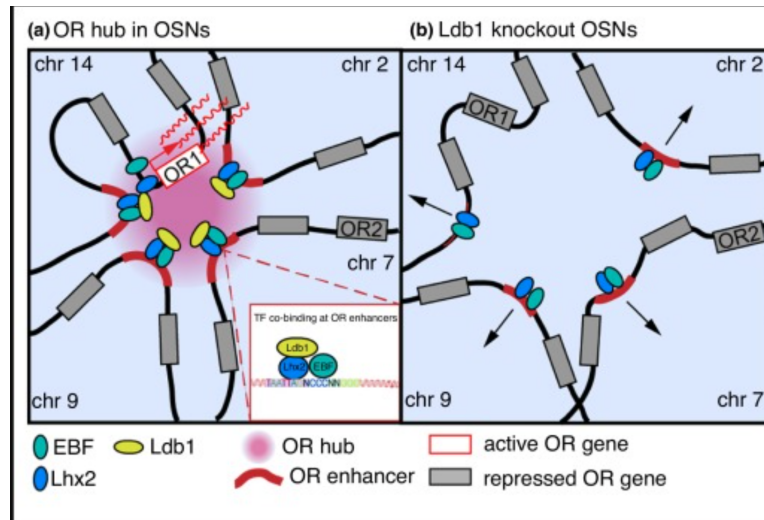 (a) OR hub in OSNs
(b) Ldb1 knockout OSNs
chr 14
chr 2
OR1
OR2
chr 7
chr 9
TF co-binding at OR enhancers
Ldb1
Lhx2
EBF
chr 14
chr 2
OR1
OR2
chr 9
chr 7
EBF
Ldb1
OR hub
active OR gene
Lhx2
OR enhancer
repressed OR gene